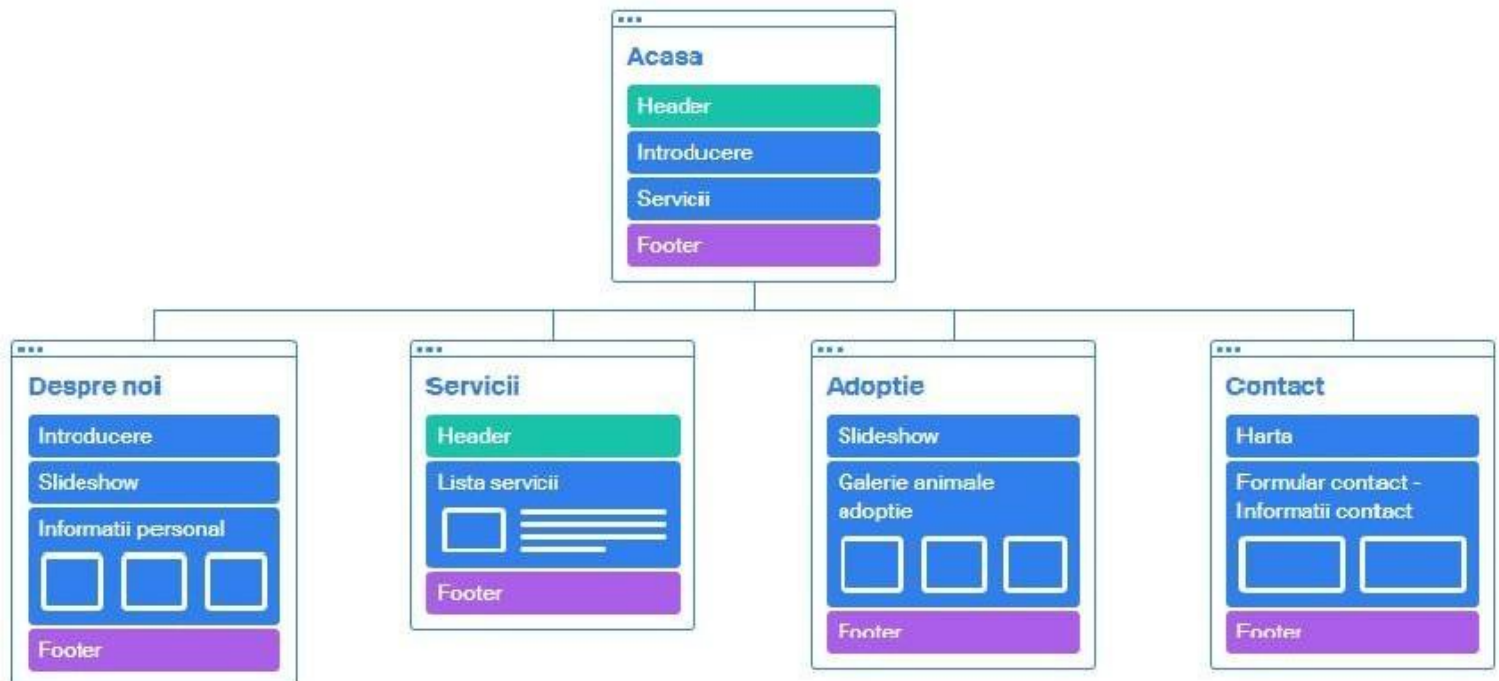 Acasa
Header
Introducere
Servicii
Footer
Despre noi
Introducere
Slideshow
Informatii personal
Footer
Servicii
Header
Lista servicii
Footer
Adoptie
Slideshow
Galerie animale
adoptie
Footer
Contact
Harta
Formular contact -
Informatii contact
Footer